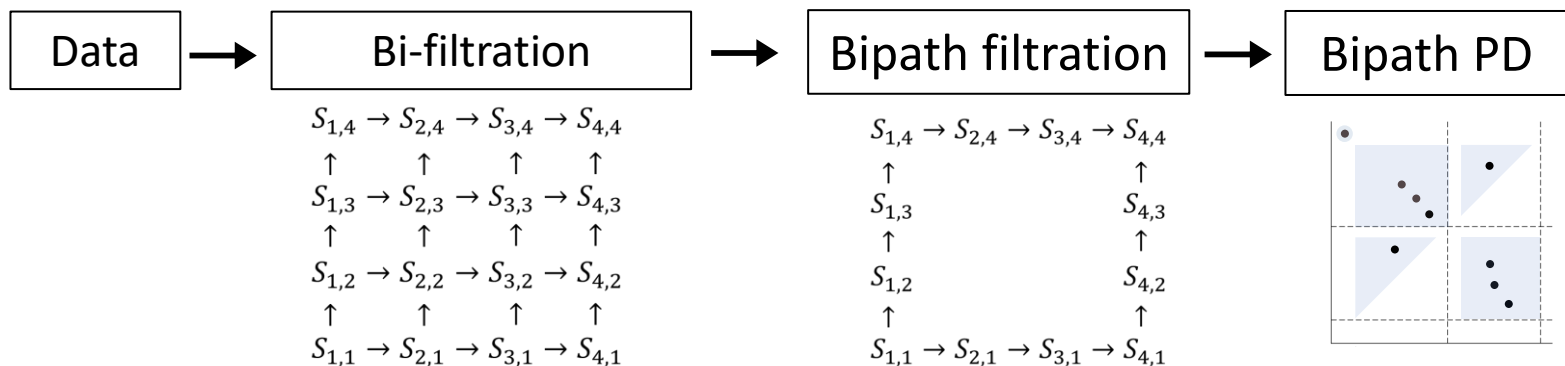 Data → Bi-filtration → Bipath filtration → Bipath PD
S₁,₄ → S₂,₄ → S₃,₄ → S₄,₄
↑ ↑ ↑ ↑
S₁,₃ → S₂,₃ → S₃,₃ → S₄,₃
↑ ↑ ↑ ↑
S₁,₂ → S₂,₂ → S₃,₂ → S₄,₂
↑ ↑ ↑ ↑
S₁,₁ → S₂,₁ → S₃,₁ → S₄,₁
S₁,₄ → S₂,₄ → S₃,₄ → S₄,₄
↑ ↑
S₁,₃ S₄,₃
↑ ↑
S₁,₂ S₄,₂
↑ ↑
S₁,₁ → S₂,₁ → S₃,₁ → S₄,₁